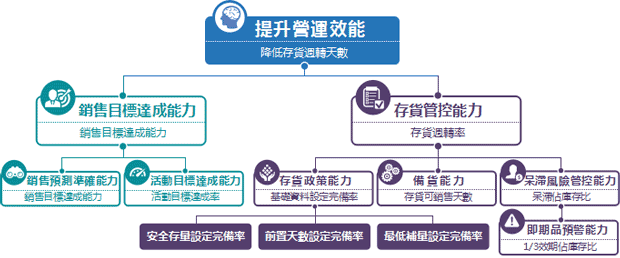 提升營運效能
降低存貨週轉天數
銷售目標達成能力
銷售目標達成能力
存貨管控能力
存貨週轉率
銷售預測準確能力
銷售目標達成能力
活動目標達成能力
活動目標達成率
存貨政策能力
基礎資料設定完備率
備貨能力
存貨可銷售天數
呆滯風險管控能力
呆滯佔庫存比
安全存量設定完備率
前置天數設定完備率
最低補量設定完備率
即期品預警能力
1/3效期佔庫存比